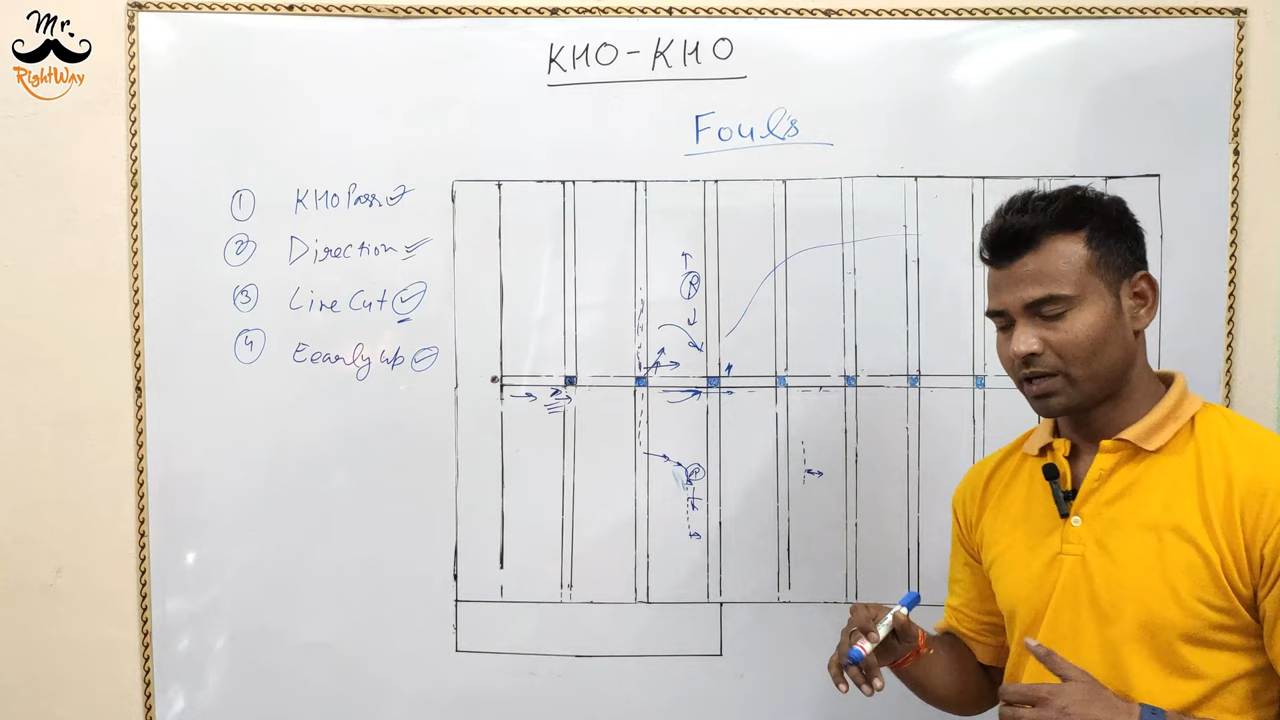 Mr.
RightWay
KHO-KHO
Fouls
① KHO Pass ✓
② Direction ✓
③ Line Cut ✓
④ Eearly up ✓
R